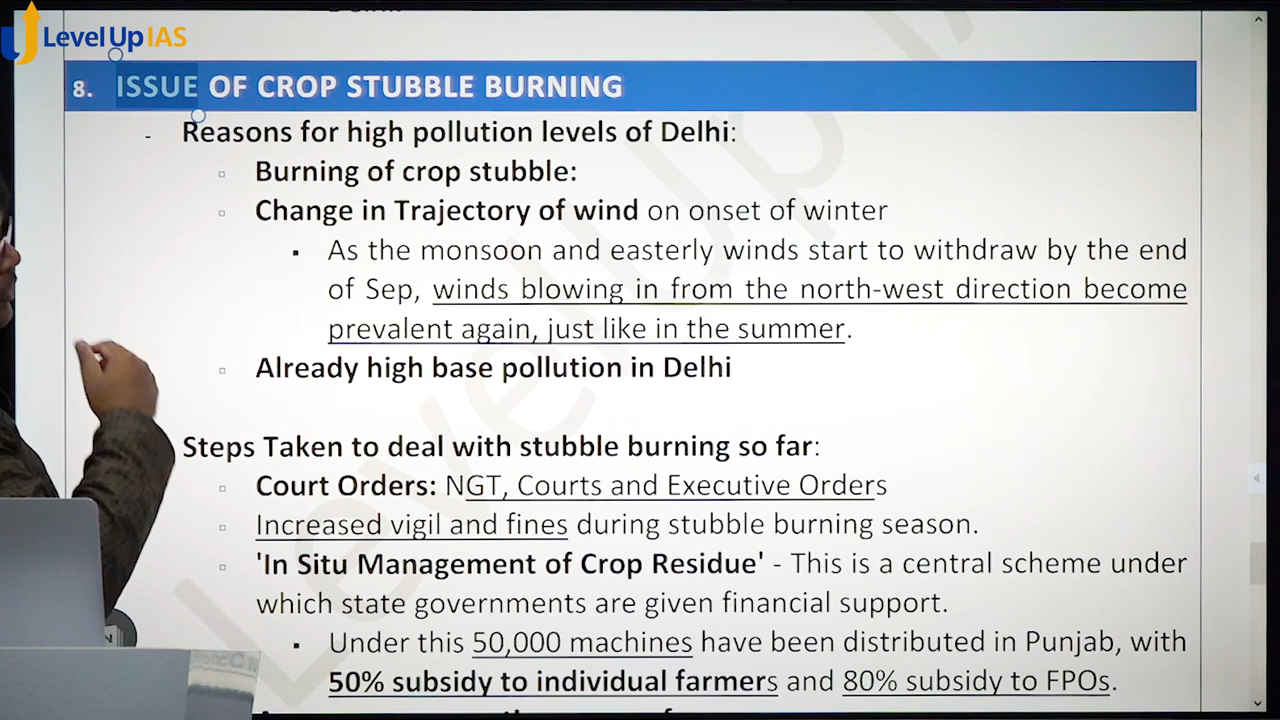 LevelUp IAS
8. ISSUE OF CROP STUBBLE BURNING
- Reasons for high pollution levels of Delhi:
Burning of crop stubble:
Change in Trajectory of wind on onset of winter
As the monsoon and easterly winds start to withdraw by the end
of Sep, winds blowing in from the north-west direction become
prevalent again, just like in the summer.
Already high base pollution in Delhi
Steps Taken to deal with stubble burning so far:
Court Orders: NGT, Courts and Executive Orders
Increased vigil and fines during stubble burning season.
'In Situ Management of Crop Residue' - This is a central scheme under
which state governments are given financial support.
Under this 50,000 machines have been distributed in Punjab, with
50% subsidy to individual farmers and 80% subsidy to FPOs.